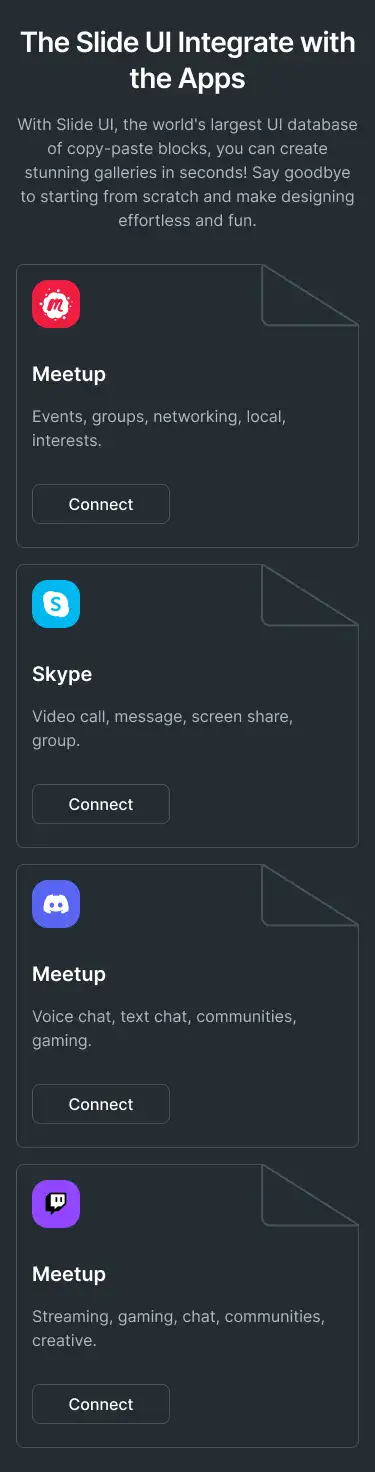 The Slide UI Integrate with
the Apps
With Slide UI, the world's largest UI database
of copy-paste blocks, you can create
stunning galleries in seconds! Say goodbye
to starting from scratch and make designing
effortless and fun.
m
Meetup
Events, groups, networking, local,
interests.
Connect
S
Skype
Video call, message, screen share,
group.
Connect
Meetup
Voice chat, text chat, communities,
gaming.
Connect
Meetup
Streaming, gaming, chat, communities,
creative.
Connect